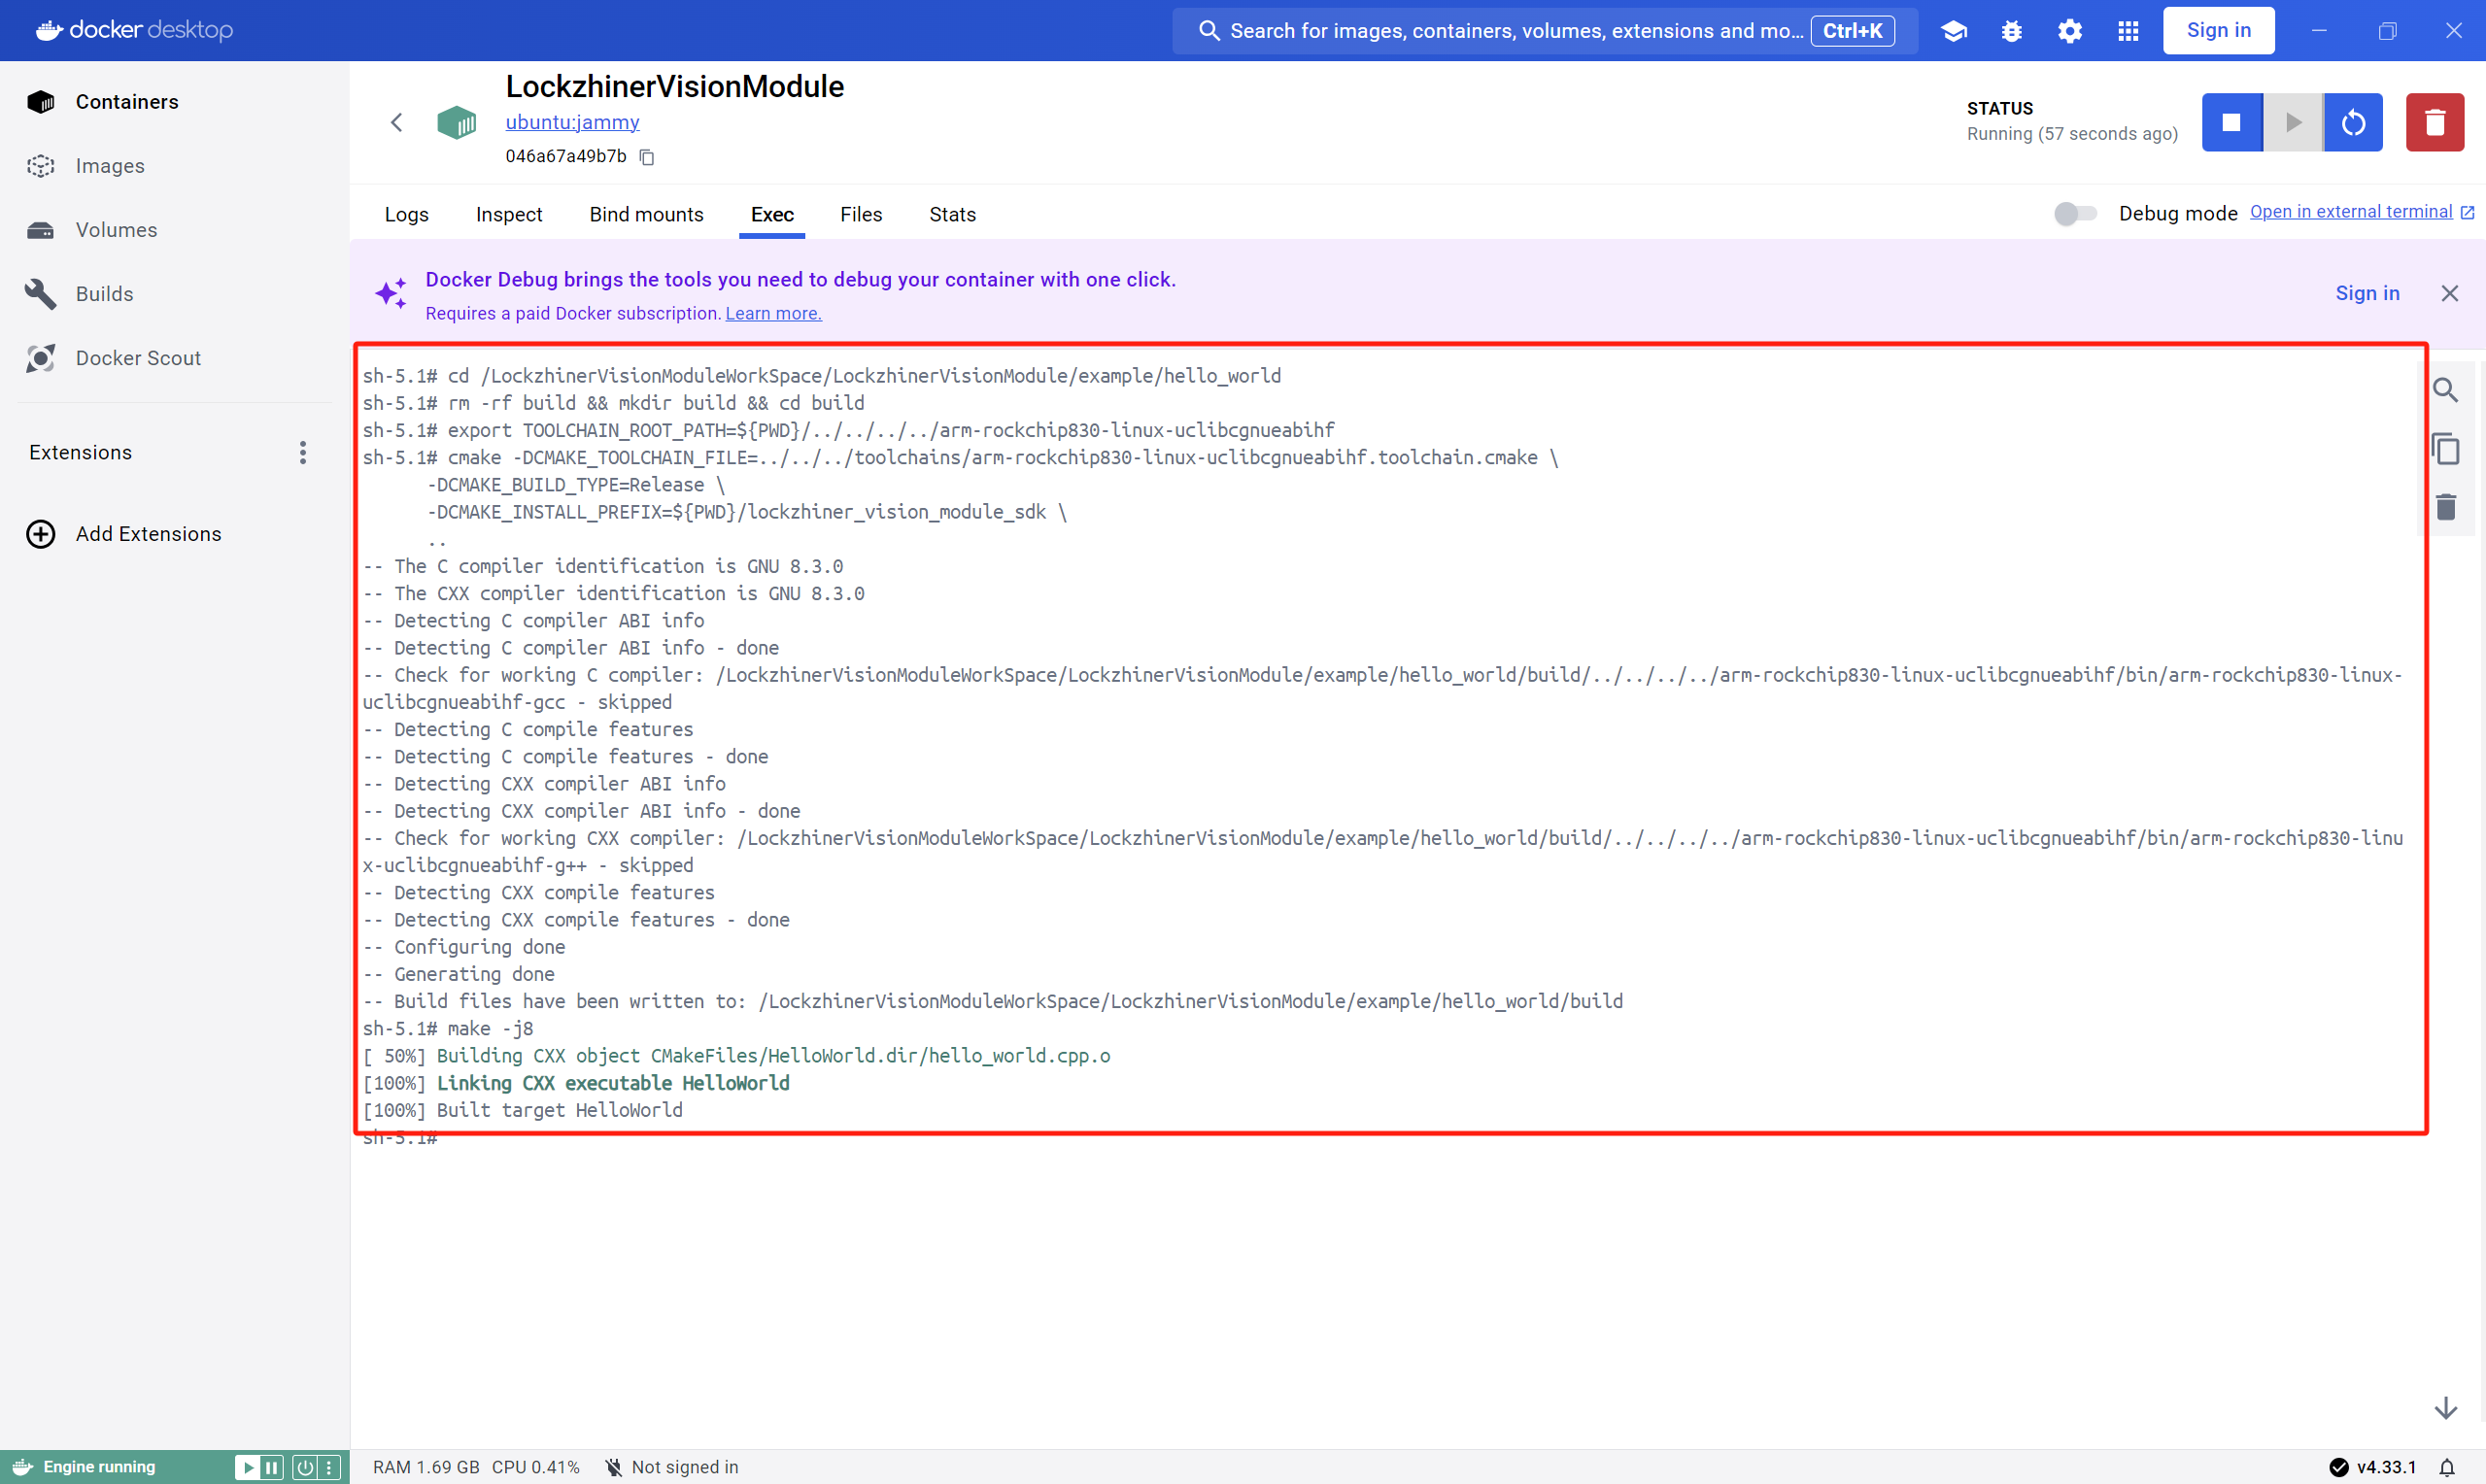 docker desktop
Search for images, containers, volumes, extensions and mo... Ctrl+K
Sign in
Containers
Images
Volumes
Builds
Docker Scout
Extensions
Add Extensions
LockzhinerVisionModule
ubuntu:jammy
046a67a49b7b
STATUS
Running (57 seconds ago)
Logs Inspect Bind mounts Exec Files Stats
Debug mode Open in external terminal
Docker Debug brings the tools you need to debug your container with one click.
Requires a paid Docker subscription. Learn more.
Sign in
sh-5.1# cd /LockzhinerVisionModuleWorkSpace/LockzhinerVisionModule/example/hello_world
sh-5.1# rm -rf build && mkdir build && cd build
sh-5.1# export TOOLCHAIN_ROOT_PATH=${PWD}/../../../../arm-rockchip830-linux-uclibcgnueabihf
sh-5.1# cmake -DCMAKE_TOOLCHAIN_FILE=../../../toolchains/arm-rockchip830-linux-uclibcgnueabihf.toolchain.cmake \
-DCMAKE_BUILD_TYPE=Release \
-DCMAKE_INSTALL_PREFIX=${PWD}/lockzhiner_vision_module_sdk \
..
-- The C compiler identification is GNU 8.3.0
-- The CXX compiler identification is GNU 8.3.0
-- Detecting C compiler ABI info
-- Detecting C compiler ABI info - done
-- Check for working C compiler: /LockzhinerVisionModuleWorkSpace/LockzhinerVisionModule/example/hello_world/build/../../../../arm-rockchip830-linux-uclibcgnueabihf/bin/arm-rockchip830-linux-
uclibcgnueabihf-gcc - skipped
-- Detecting C compile features
-- Detecting C compile features - done
-- Detecting CXX compiler ABI info
-- Detecting CXX compiler ABI info - done
-- Check for working CXX compiler: /LockzhinerVisionModuleWorkSpace/LockzhinerVisionModule/example/hello_world/build/../../../../arm-rockchip830-linux-uclibcgnueabihf/bin/arm-rockchip830-linu
x-uclibcgnueabihf-g++ - skipped
-- Detecting CXX compile features
-- Detecting CXX compile features - done
-- Configuring done
-- Generating done
-- Build files have been written to: /LockzhinerVisionModuleWorkSpace/LockzhinerVisionModule/example/hello_world/build
sh-5.1# make -j8
[ 50%] Building CXX object CMakeFiles/HelloWorld.dir/hello_world.cpp.o
[100%] Linking CXX executable HelloWorld
[100%] Built target HelloWorld
sh-5.1#
Engine running
RAM 1.69 GB CPU 0.41% Not signed in
v4.33.1